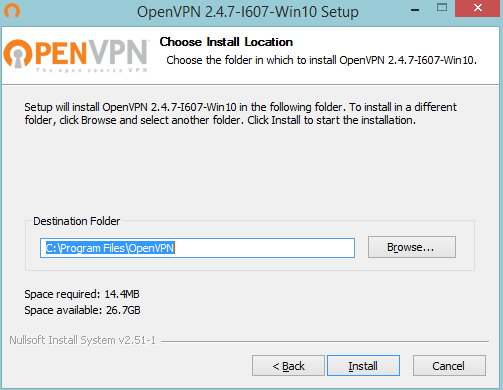 OpenVPN 2.4.7-I607-Win10 Setup
OPENVPN
The open source VPN
Choose Install Location
Choose the folder in which to install OpenVPN 2.4.7-I607-Win10.
Setup will install OpenVPN 2.4.7-I607-Win10 in the following folder. To install in a different
folder, click Browse and select another folder. Click Install to start the installation.
Destination Folder
C:\Program Files\OpenVPN
Browse...
Space required: 14.4MB
Space available: 26.7GB
Nullsoft Install System v2.51-1
< Back
Install
Cancel